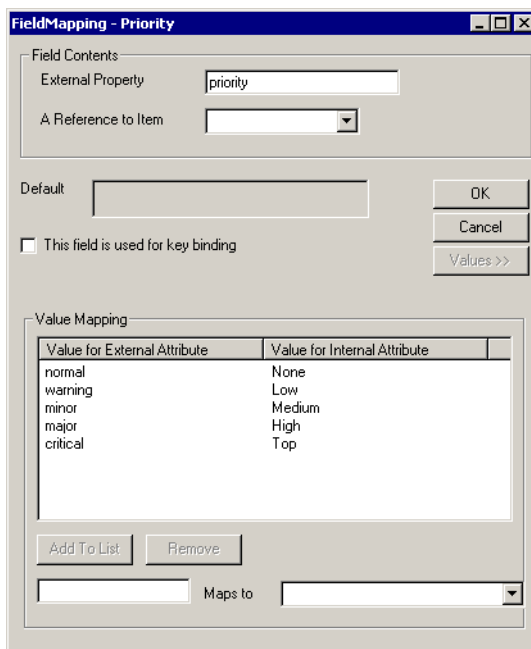 FieldMapping - Priority
Field Contents
External Property
priority
A Reference to Item
Default
OK
Cancel
This field is used for key binding
Values >>
Value Mapping
Value for External Attribute Value for Internal Attribute
normal None
warning Low
minor Medium
major High
critical Top
Add To List Remove
Maps to